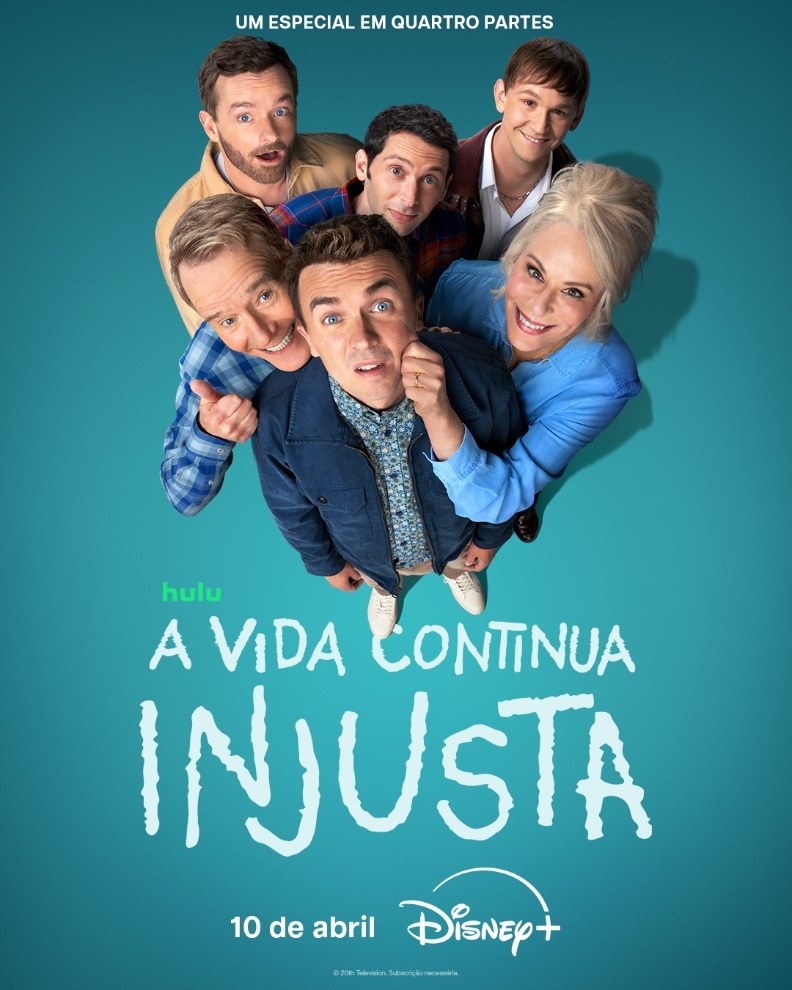 UM ESPECIAL EM QUARTRO PARTES
hulu
A VIDA CONTINUA
INJUSTA
10 de abril Disney+
© 20th Television. Subscrição necessária.